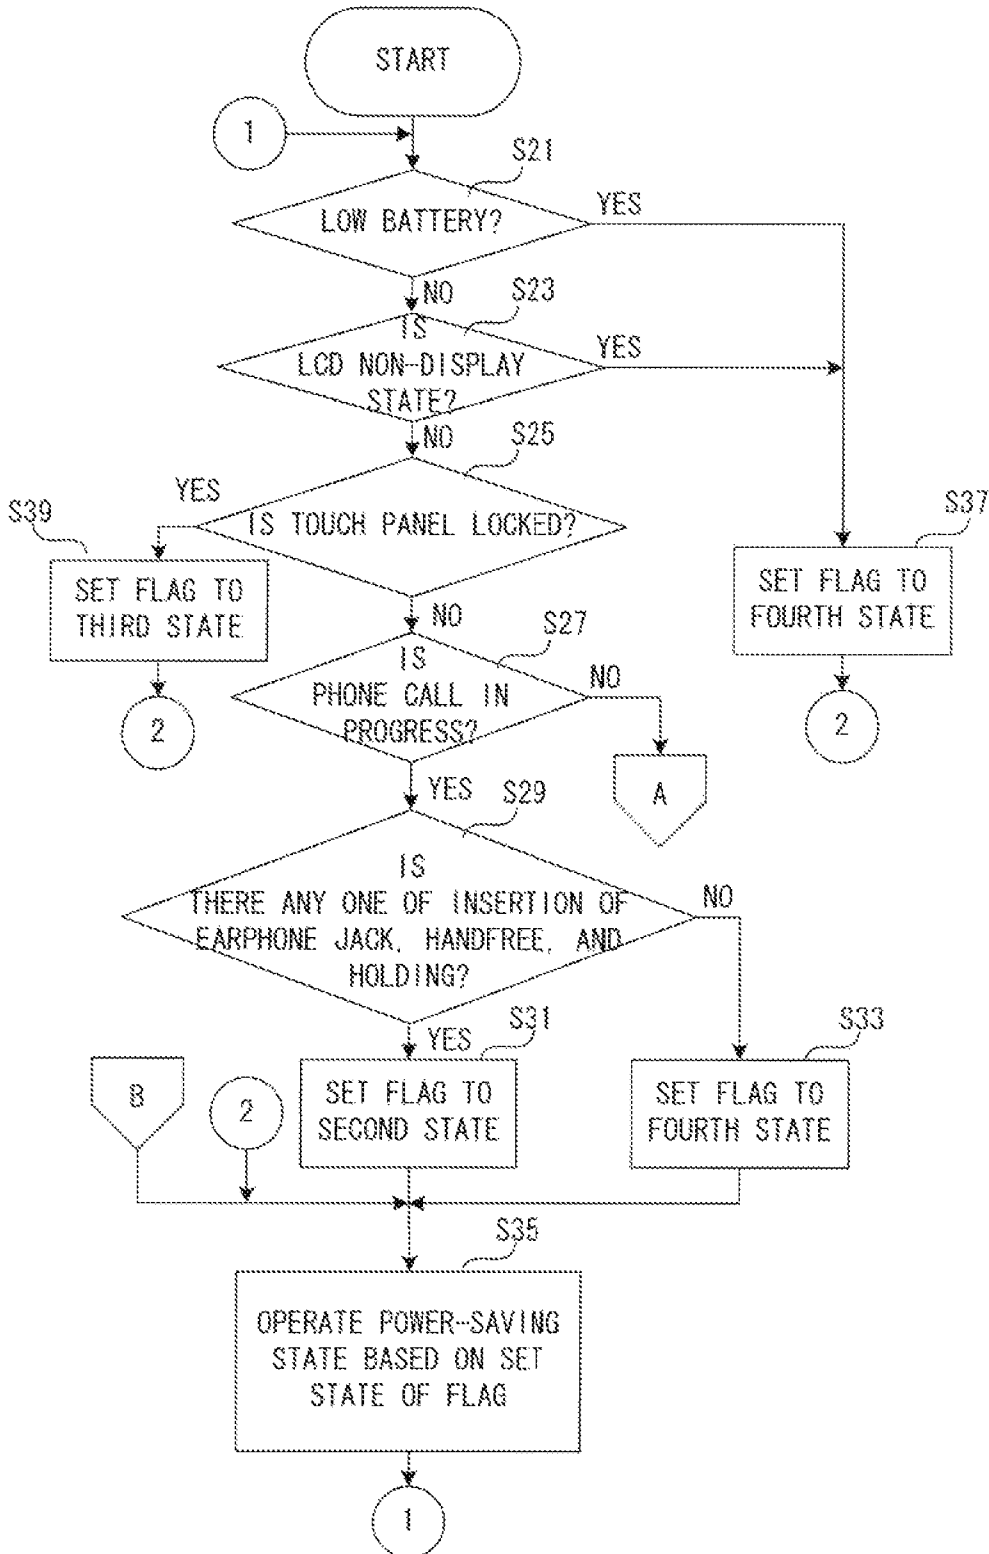 START
1
S21
LOW BATTERY?
YES
NO
S23
IS
LCD NON-DISPLAY
STATE?
YES
NO
S25
YES
IS TOUCH PANEL LOCKED?
S39
SET FLAG TO
THIRD STATE
2
S37
SET FLAG TO
FOURTH STATE
2
NO
S27
IS
PHONE CALL IN
PROGRESS?
NO
A
YES
S29
IS
THERE ANY ONE OF INSERTION OF
EARPHONE JACK, HANDFREE, AND
HOLDING?
NO
YES
S31
SET FLAG TO
SECOND STATE
S33
SET FLAG TO
FOURTH STATE
B
2
S35
OPERATE POWER-SAVING
STATE BASED ON SET
STATE OF FLAG
1